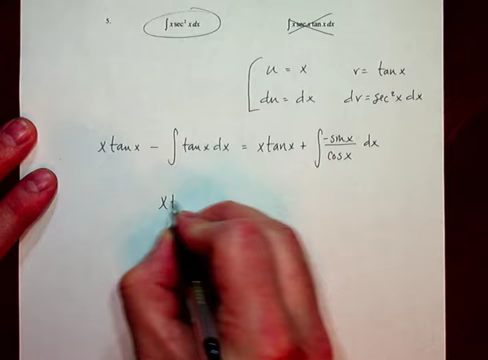 5. ∫ x sec² x dx ∫ x sec x tan x dx
u = x v = tan x
du = dx dv = sec² x dx
x tan x − ∫ tan x dx = x tan x + ∫ −sin x / cos x dx
x t